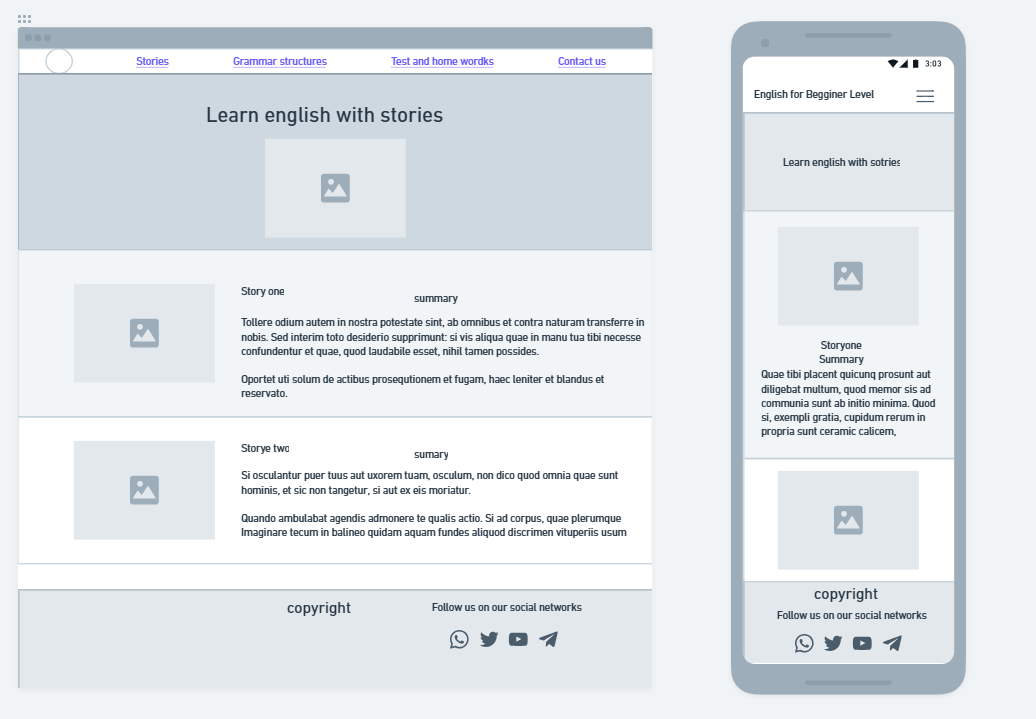 Stories Grammar structures Test and home wordks Contact us
Learn english with stories
Story one
summary
Tollere odium autem in nostra potestate sint, ab omnibus et contra naturam transferre in
nobis. Sed interim toto desiderio supprimunt: si vis aliqua quae in manu tua tibi necesse
confundentur et quae, quod laudabile esset, nihil tamen possides.
Oportet uti solum de actibus prosequtionem et fugam, haec leniter et blandus et
reservato.
Storye two
sumary
Si osculantur puer tuus aut uxorem tuam, osculum, non dico quod omnia quae sunt
hominis, et sic non tangetur, si aut ex eis moriatur.
Quando ambulabat agendis admonere te qualis actio. Si ad corpus, quae plerumque
Imaginare tecum in balineo quidam aquam fundes aliquod discrimen vituperiis usum
copyright
Follow us on our social networks
3:03
English for Begginer Level
Learn english with sotries
Storyone
Summary
Quae tibi placent quicunq prosunt aut
diligebat multum, quod memor sis ad
communia sunt ab initio minima. Quod
si, exempli gratia, cupidum rerum in
propria sunt ceramic calicem,
copyright
Follow us on our social networks